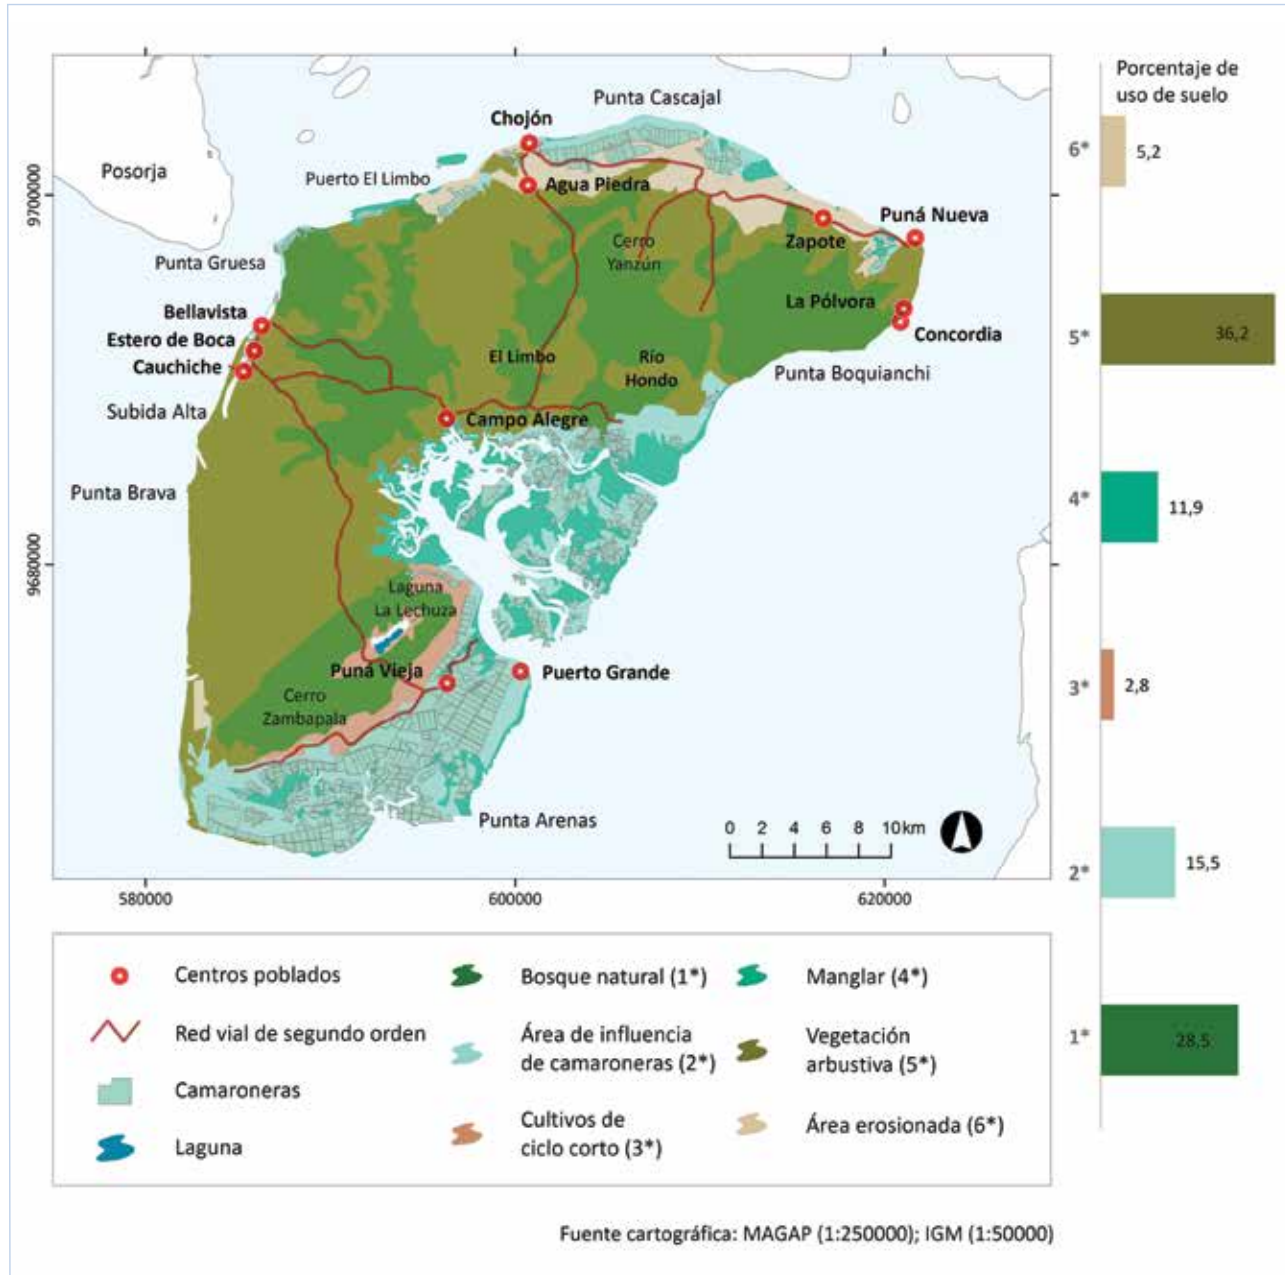 Porcentaje de
uso de suelo
Punta Cascajal
Chojón
6*
5,2
Posorja
Puerto El Limbo
Agua Piedra
9700000
Puná Nueva
Cerro
Yanzún
Zapote
Punta Gruesa
La Pólvora
Bellavista
Concordia
Estero de Boca
El Limbo
Río
Hondo
5*
36,2
Cauchiche
Punta Boquianchi
Subida Alta
Campo Alegre
Punta Brava
4*
11,9
9680000
Laguna
La Lechuza
Puná Vieja
Puerto Grande
3*
2,8
Cerro
Zambapala
Punta Arenas
0 2 4 6 8 10 km
2*
15,5
580000
600000
620000
Centros poblados
Red vial de segundo orden
Camaroneras
Laguna
Bosque natural (1*)
Área de influencia
de camaroneras (2*)
Cultivos de
ciclo corto (3*)
Manglar (4*)
Vegetación
arbustiva (5*)
Área erosionada (6*)
1*
28,5
Fuente cartográfica: MAGAP (1:250000); IGM (1:50000)